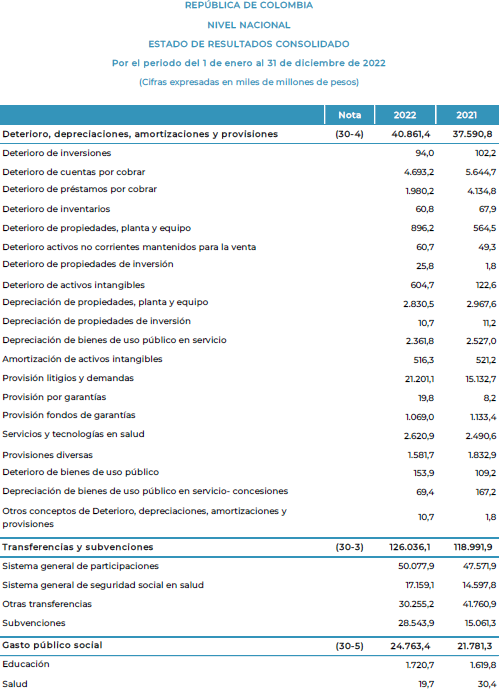 REPÚBLICA DE COLOMBIA
NIVEL NACIONAL
ESTADO DE RESULTADOS CONSOLIDADO
Por el periodo del 1 de enero al 31 de diciembre de 2022
(Cifras expresadas en miles de millones de pesos)
Nota 2022 2021
Deterioro, depreciaciones, amortizaciones y provisiones (30-4) 40.861,4 37.590,8
Deterioro de inversiones 94,0 102,2
Deterioro de cuentas por cobrar 4.693,2 5.644,7
Deterioro de préstamos por cobrar 1.980,2 4.134,8
Deterioro de inventarios 60,8 67,9
Deterioro de propiedades, planta y equipo 896,2 564,5
Deterioro activos no corrientes mantenidos para la venta 60,7 49,3
Deterioro de propiedades de inversión 25,8 1,8
Deterioro de activos intangibles 604,7 122,6
Depreciación de propiedades, planta y equipo 2.830,5 2.967,6
Depreciación de propiedades de inversión 10,7 11,2
Depreciación de bienes de uso público en servicio 2.361,8 2.527,0
Amortización de activos intangibles 516,3 521,2
Provisión litigios y demandas 21.201,1 15.132,7
Provisión por garantías 19,8 8,2
Provisión fondos de garantías 1.069,0 1.133,4
Servicios y tecnologías en salud 2.620,9 2.490,6
Provisiones diversas 1.581,7 1.832,9
Deterioro de bienes de uso público 153,9 109,2
Depreciación de bienes de uso público en servicio- concesiones 69,4 167,2
Otros conceptos de Deterioro, depreciaciones, amortizaciones y
provisiones 10,7 1,8
Transferencias y subvenciones (30-3) 126.036,1 118.991,9
Sistema general de participaciones 50.077,9 47.571,9
Sistema general de seguridad social en salud 17.159,1 14.597,8
Otras transferencias 30.255,2 41.760,9
Subvenciones 28.543,9 15.061,3
Gasto público social (30-5) 24.763,4 21.781,3
Educación 1.720,7 1.619,8
Salud 19,7 30,4